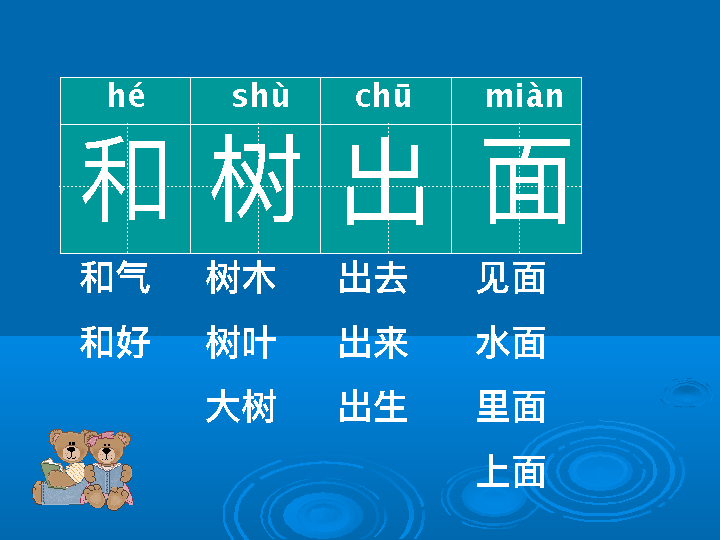 hé shù chū miàn
和 树 出 面
和气 树木 出去 见面
和好 树叶 出来 水面
大树 出生 里面
上面